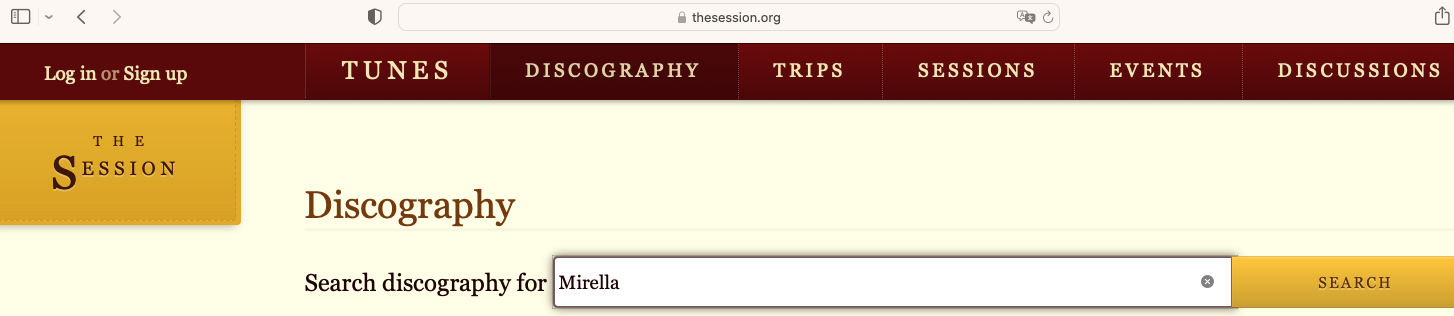 thesession.org
Log in or Sign up
TUNES
DISCOGRAPHY
TRIPS
SESSIONS
EVENTS
DISCUSSIONS
THE
SESSION
Discography
Search discography for Mirella SEARCH